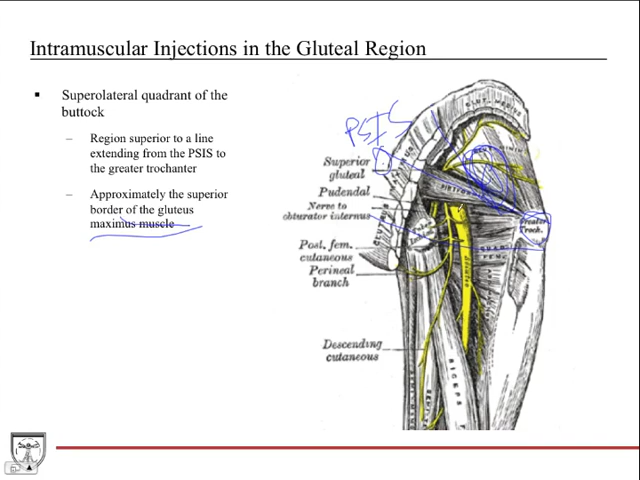 Intramuscular Injections in the Gluteal Region
▪ Superolateral quadrant of the
buttock
– Region superior to a line
extending from the PSIS to
the greater trochanter
– Approximately the superior
border of the gluteus
maximus muscle
PSIS
Superior
gluteal
Pudendal
Nerve to
obturator internus
Post. fem.
cutaneous
Perineal
branch
Descending
cutaneous
Greater
Troch.
BICEPS